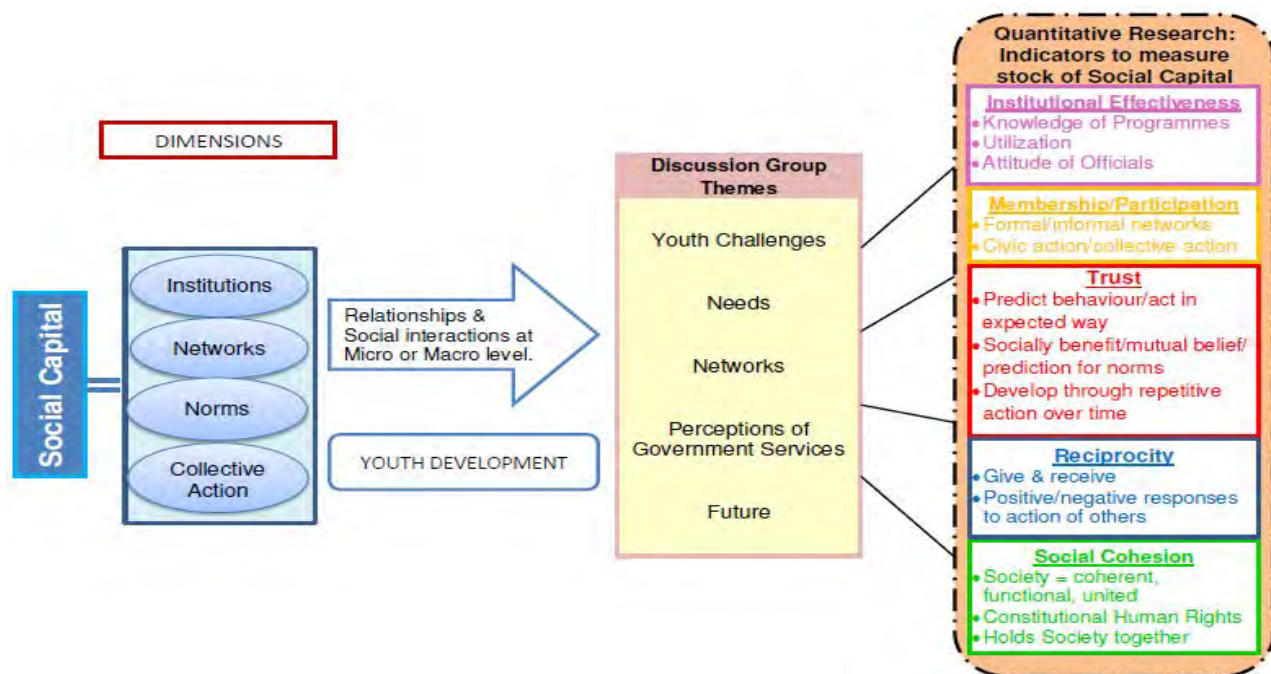 DIMENSIONS
Social Capital
Institutions
Networks
Norms
Collective
Action
Relationships &
Social interactions at
Micro or Macro level.
YOUTH DEVELOPMENT
Discussion Group
Themes
Youth Challenges
Needs
Networks
Perceptions of
Government Services
Future
Quantitative Research:
Indicators to measure
stock of Social Capital
Institutional Effectiveness
•Knowledge of Programmes
•Utilization
•Attitude of Officials
Membership/Participation
•Formal/informal networks
•Civic action/collective action
Trust
•Predict behaviour/act in
expected way
•Socially benefit/mutual belief/
prediction for norms
•Develop through repetitive
action over time
Reciprocity
•Give & receive
•Positive/negative responses
to action of others
Social Cohesion
•Society = coherent,
functional, united
•Constitutional Human Rights
•Holds Society together